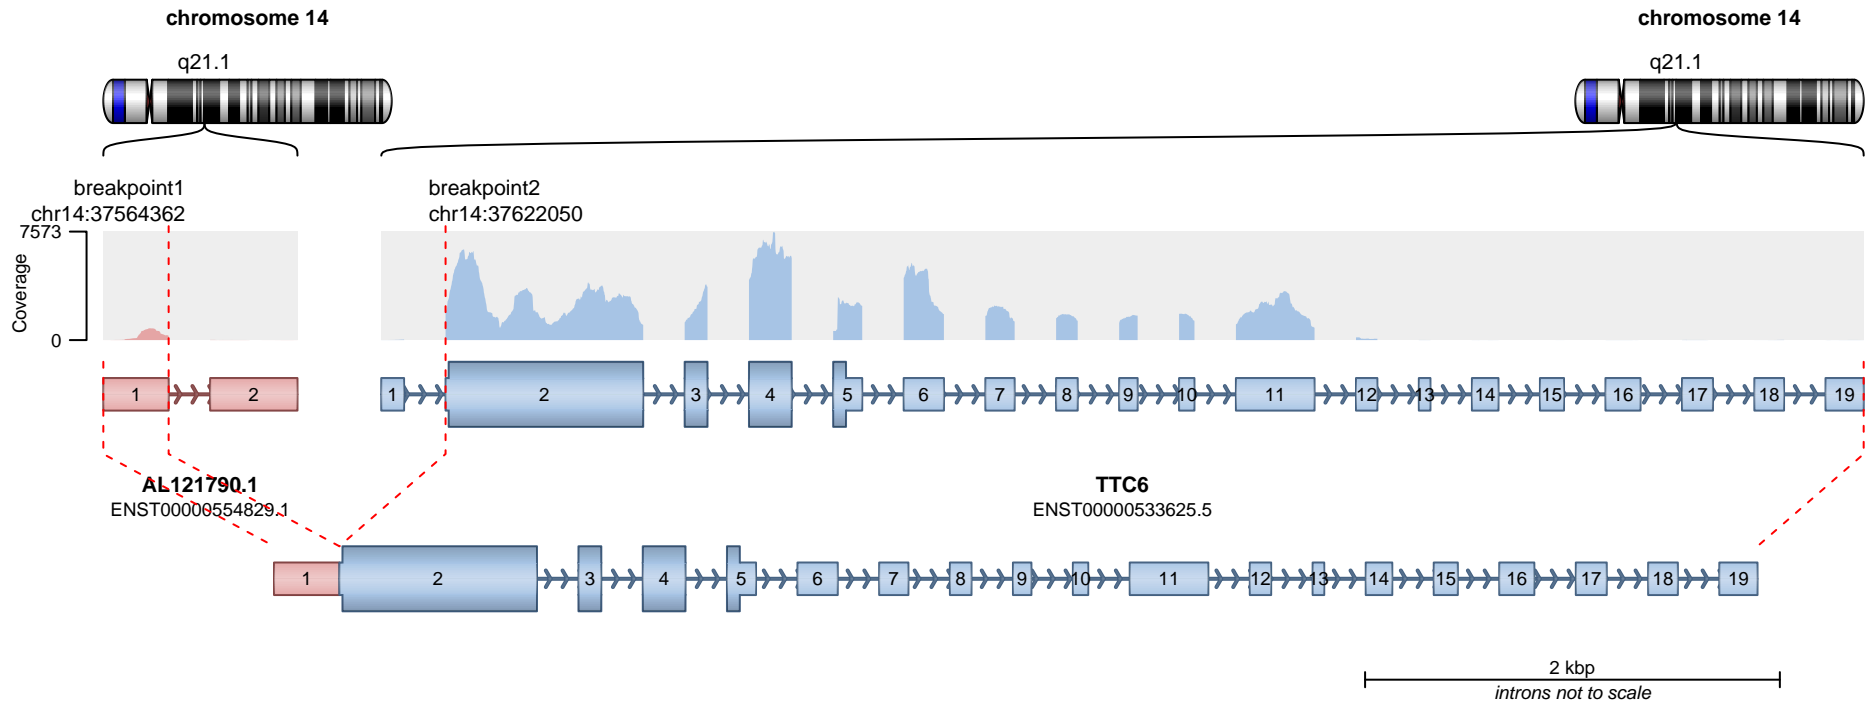 chromosome 14
chromosome 14
q21.1
q21.1
breakpoint1
chr14:37564362
breakpoint2
chr14:37622050
7573
Coverage
0
1 2
1 2 3 4 5 6 7 8 9 10 11 12 13 14 15 16 17 18 19
AL121790.1
ENST00000554829.1
TTC6
ENST00000533625.5
1 2 3 4 5 6 7 8 9 10 11 12 13 14 15 16 17 18 19
2 kbp
introns not to scale